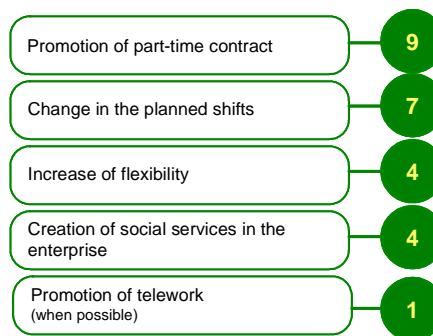 Promotion of part-time contract
9
Change in the planned shifts
7
Increase of flexibility
4
Creation of social services in the
enterprise
4
Promotion of telework
(when possible)
1